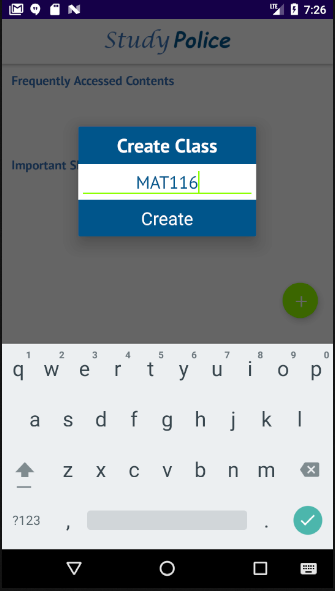 LTE 7:26
Study Police
Frequently Accessed Contents
Important S
Create Class
MAT116
Create
+
1 2 3 4 5 6 7 8 9 0
q w e r t y u i o p
a s d f g h j k l
z x c v b n m
?123 , .